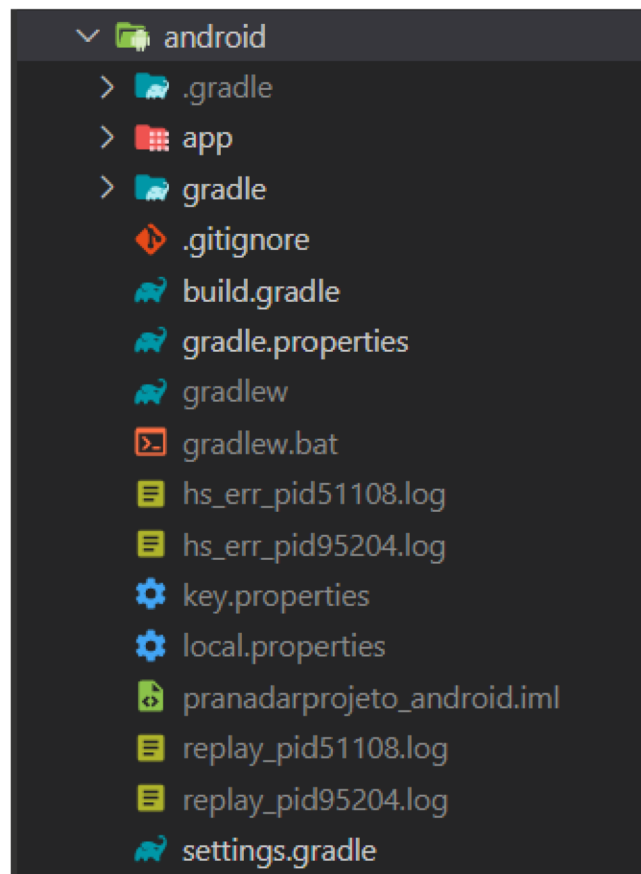 android
.gradle
app
gradle
.gitignore
build.gradle
gradle.properties
gradlew
gradlew.bat
hs_err_pid51108.log
hs_err_pid95204.log
key.properties
local.properties
pranadarprojeto_android.iml
replay_pid51108.log
replay_pid95204.log
settings.gradle